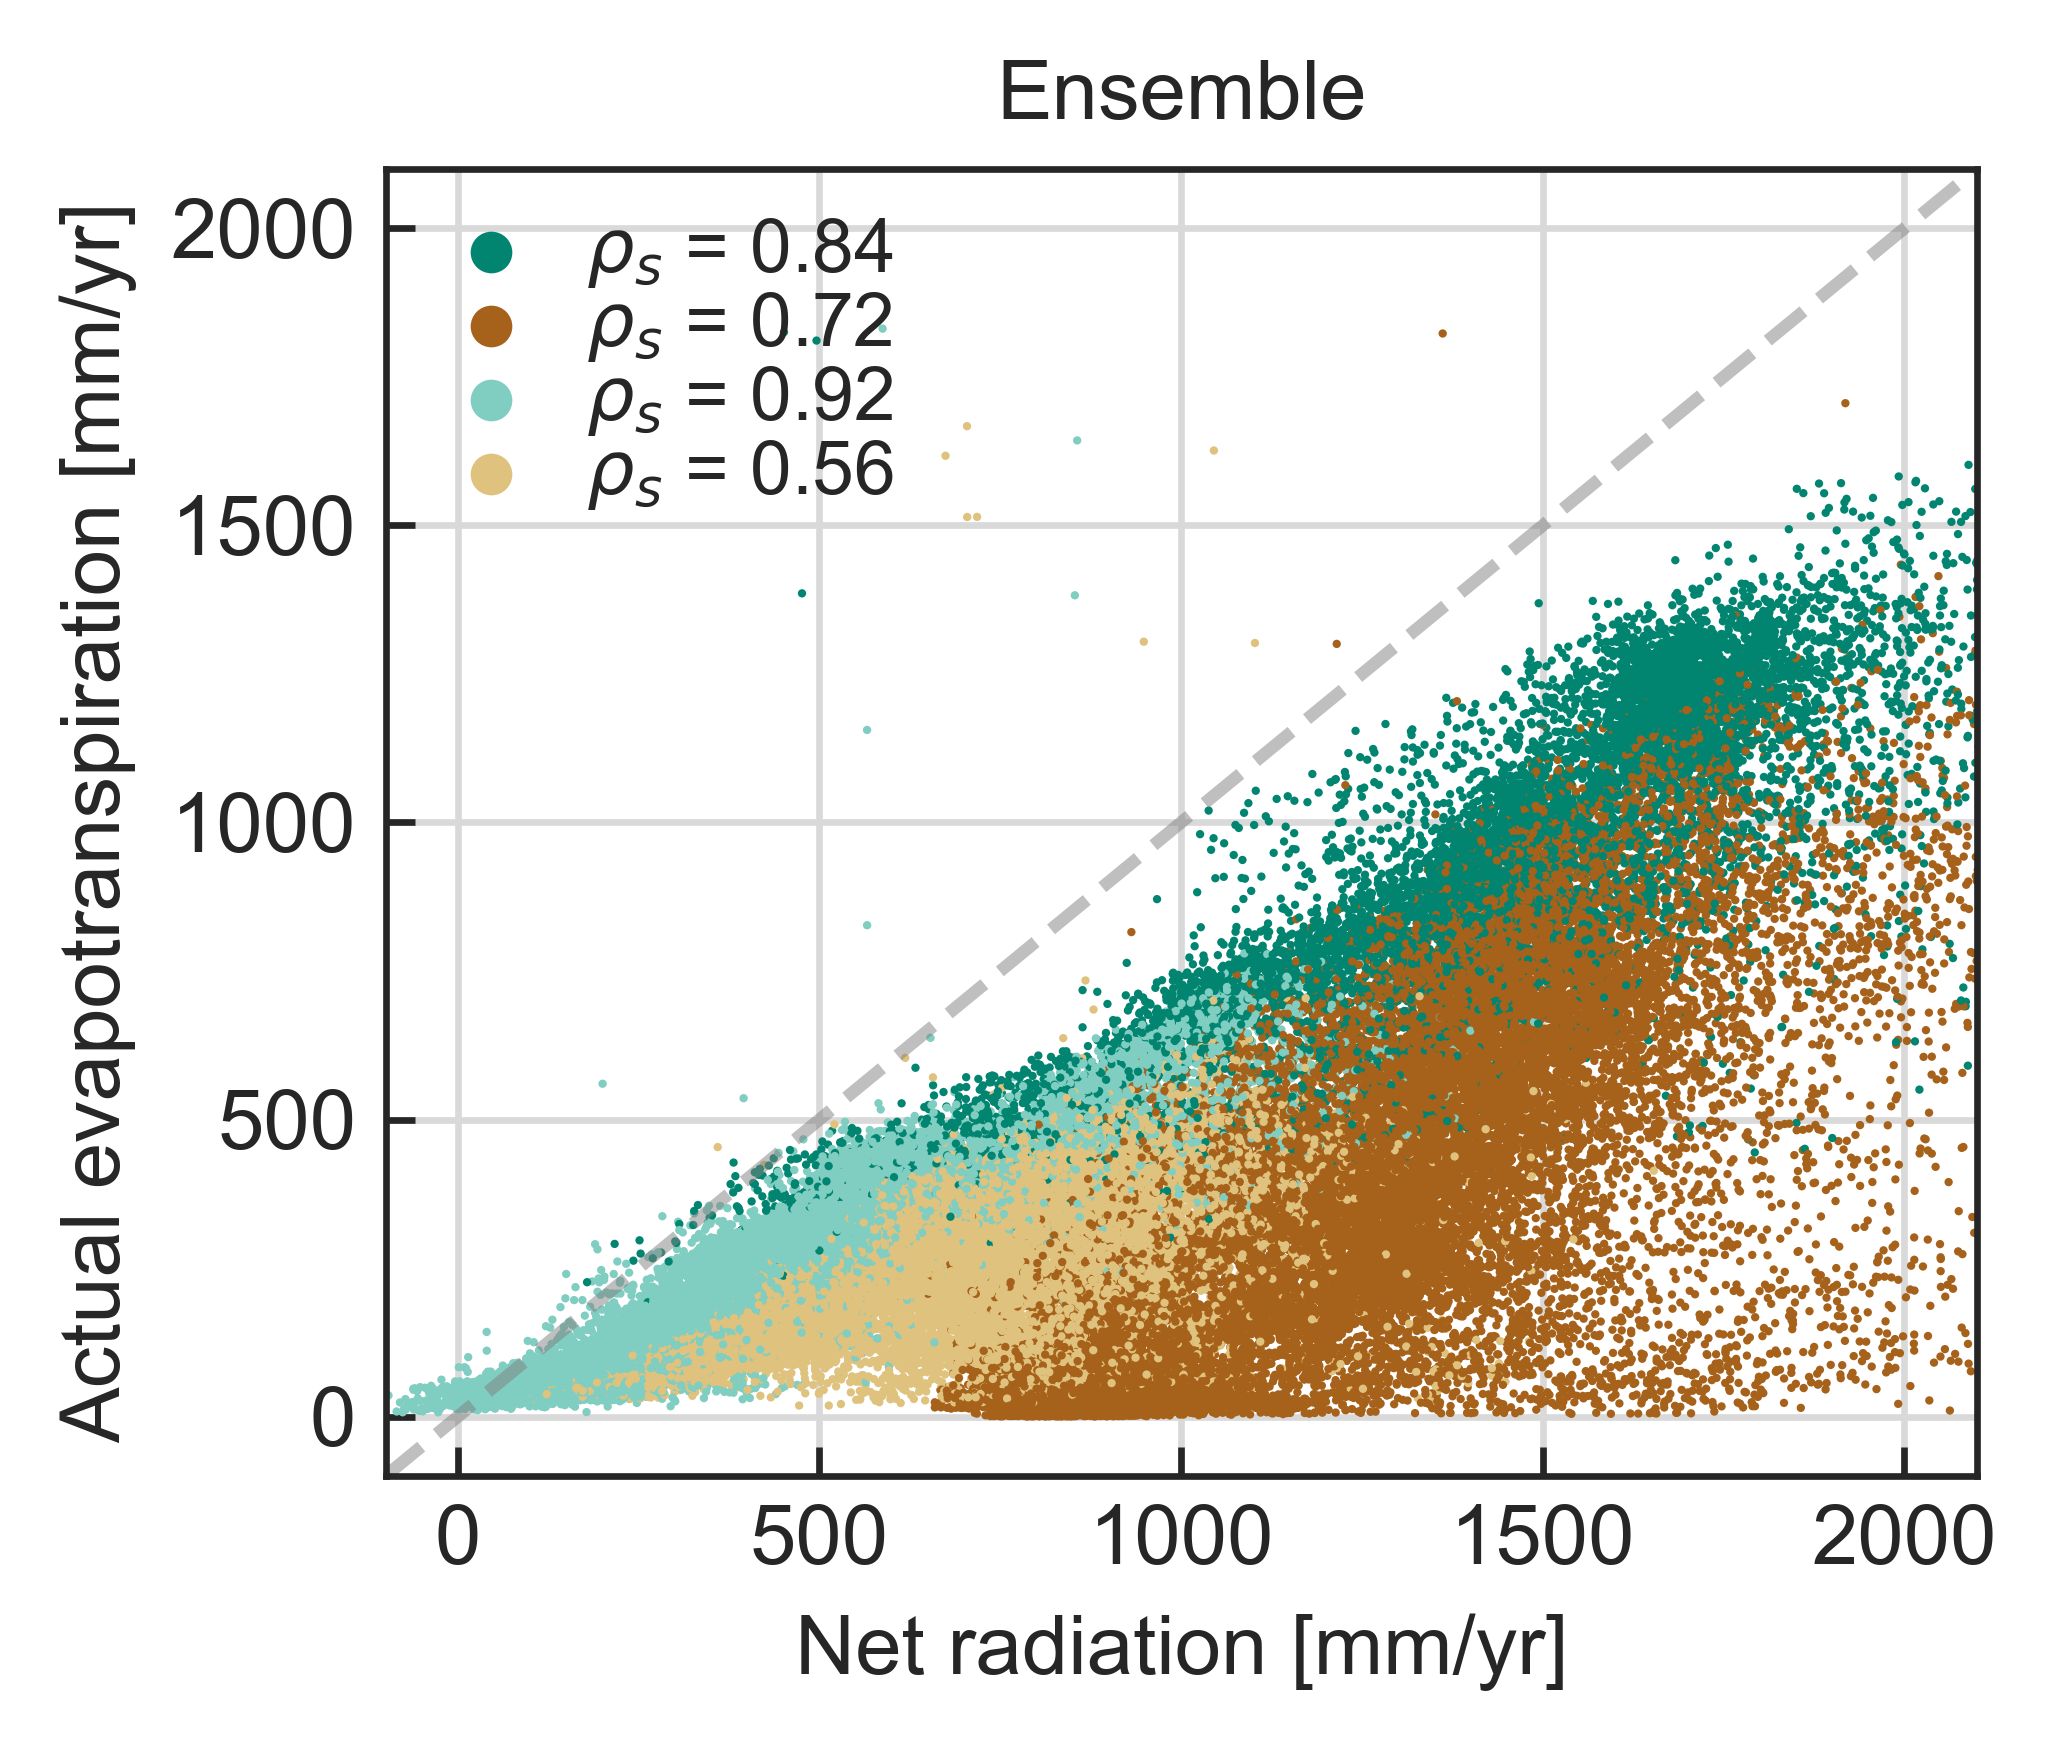 Ensemble
Actual evapotranspiration [mm/yr]
2000
1500
1000
500
0
ρs = 0.84
ρs = 0.72
ρs = 0.92
ρs = 0.56
0 500 1000 1500 2000
Net radiation [mm/yr]